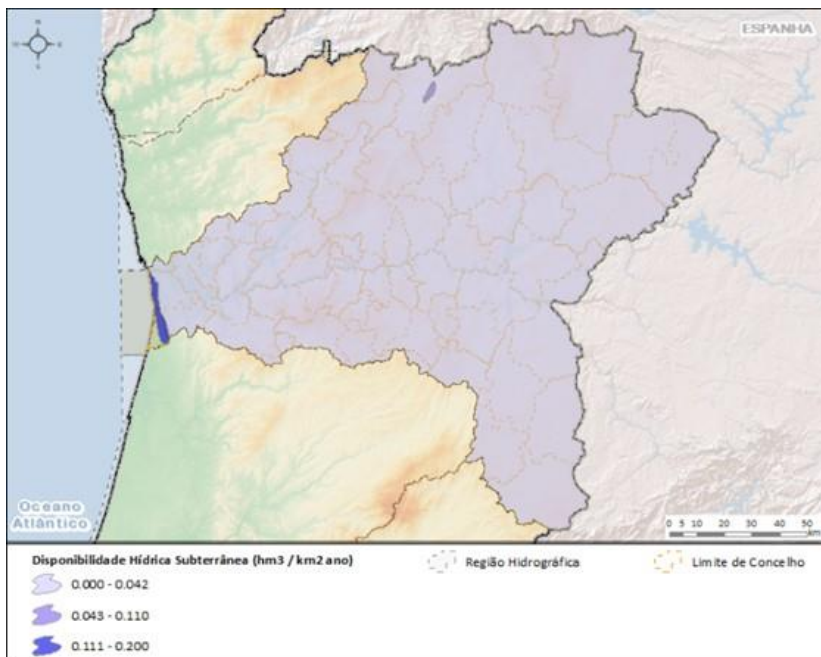 ESPANHA
N
W
E
S
Oceano
Atlântico
0 5 10 20 30 40 50
km
Disponibilidade Hídrica Subterrânea (hm3 / km2 ano)
Região Hidrográfica
Limite de Concelho
0.000 - 0.042
0.043 - 0.110
0.111 - 0.200